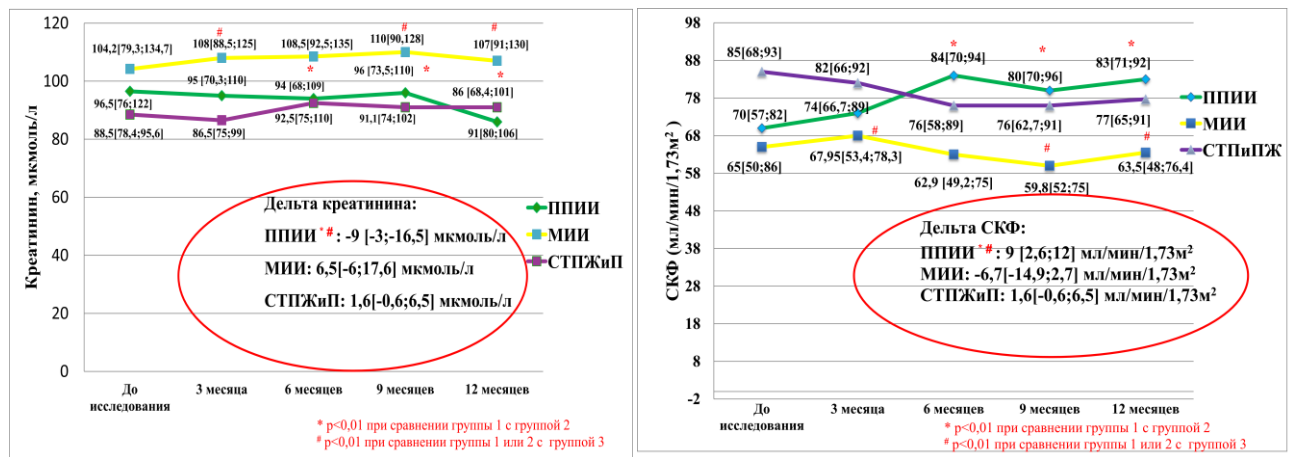 120
100
80
60
40
20
0
Креатинин, мкмоль/л
104,2[79,3;134,7]
108[88,5;125]
108,5[92,5;135]
110[90,128]
107[91;130]
#
#
#
96,5[76;122]
95 [70,3;110]
94 [68;109]
96 [73,5;110]
86 [68,4;101]
*
*
*
88,5[78,4;95,6]
86,5[75;99]
92,5[75;110]
91,1[74;102]
91[80;106]
Дельта креатинина:
ППИИ*#: -9 [-3;-16,5] мкмоль/л
МИИ: 6,5[-6;17,6] мкмоль/л
СТПЖиП: 1,6[-0,6;6,5] мкмоль/л
ППИИ
МИИ
СТПЖиП
До исследования
3 месяца
6 месяцев
9 месяцев
12 месяцев
* p<0,01 при сравнении группы 1 с группой 2
# p<0,01 при сравнении группы 1 или 2 с группой 3
98
88
78
68
58
48
38
28
18
8
-2
СКФ (мл/мин/1,73м²)
85[68;93]
82[66;92]
84[70;94]
80[70;96]
83[71;92]
*
*
*
70[57;82]
74[66,7;89]
76[58;89]
76[62,7;91]
77[65;91]
65[50;86]
67,95[53,4;78,3]
62,9 [49,2;75]
59,8[52;75]
63,5[48;76,4]
#
#
#
Дельта СКФ:
ППИИ*#: 9 [2,6;12] мл/мин/1,73м²
МИИ: -6,7[-14,9;2,7] мл/мин/1,73м²
СТПЖиП: 1,6[-0,6;6,5] мл/мин/1,73м²
ППИИ
МИИ
СТПиПЖ
До
исследования
3 месяца
6 месяцев
9 месяцев
12 месяцев
* p<0,01 при сравнении группы 1 с группой 2
# p<0,01 при сравнении группы 1 или 2 с группой 3